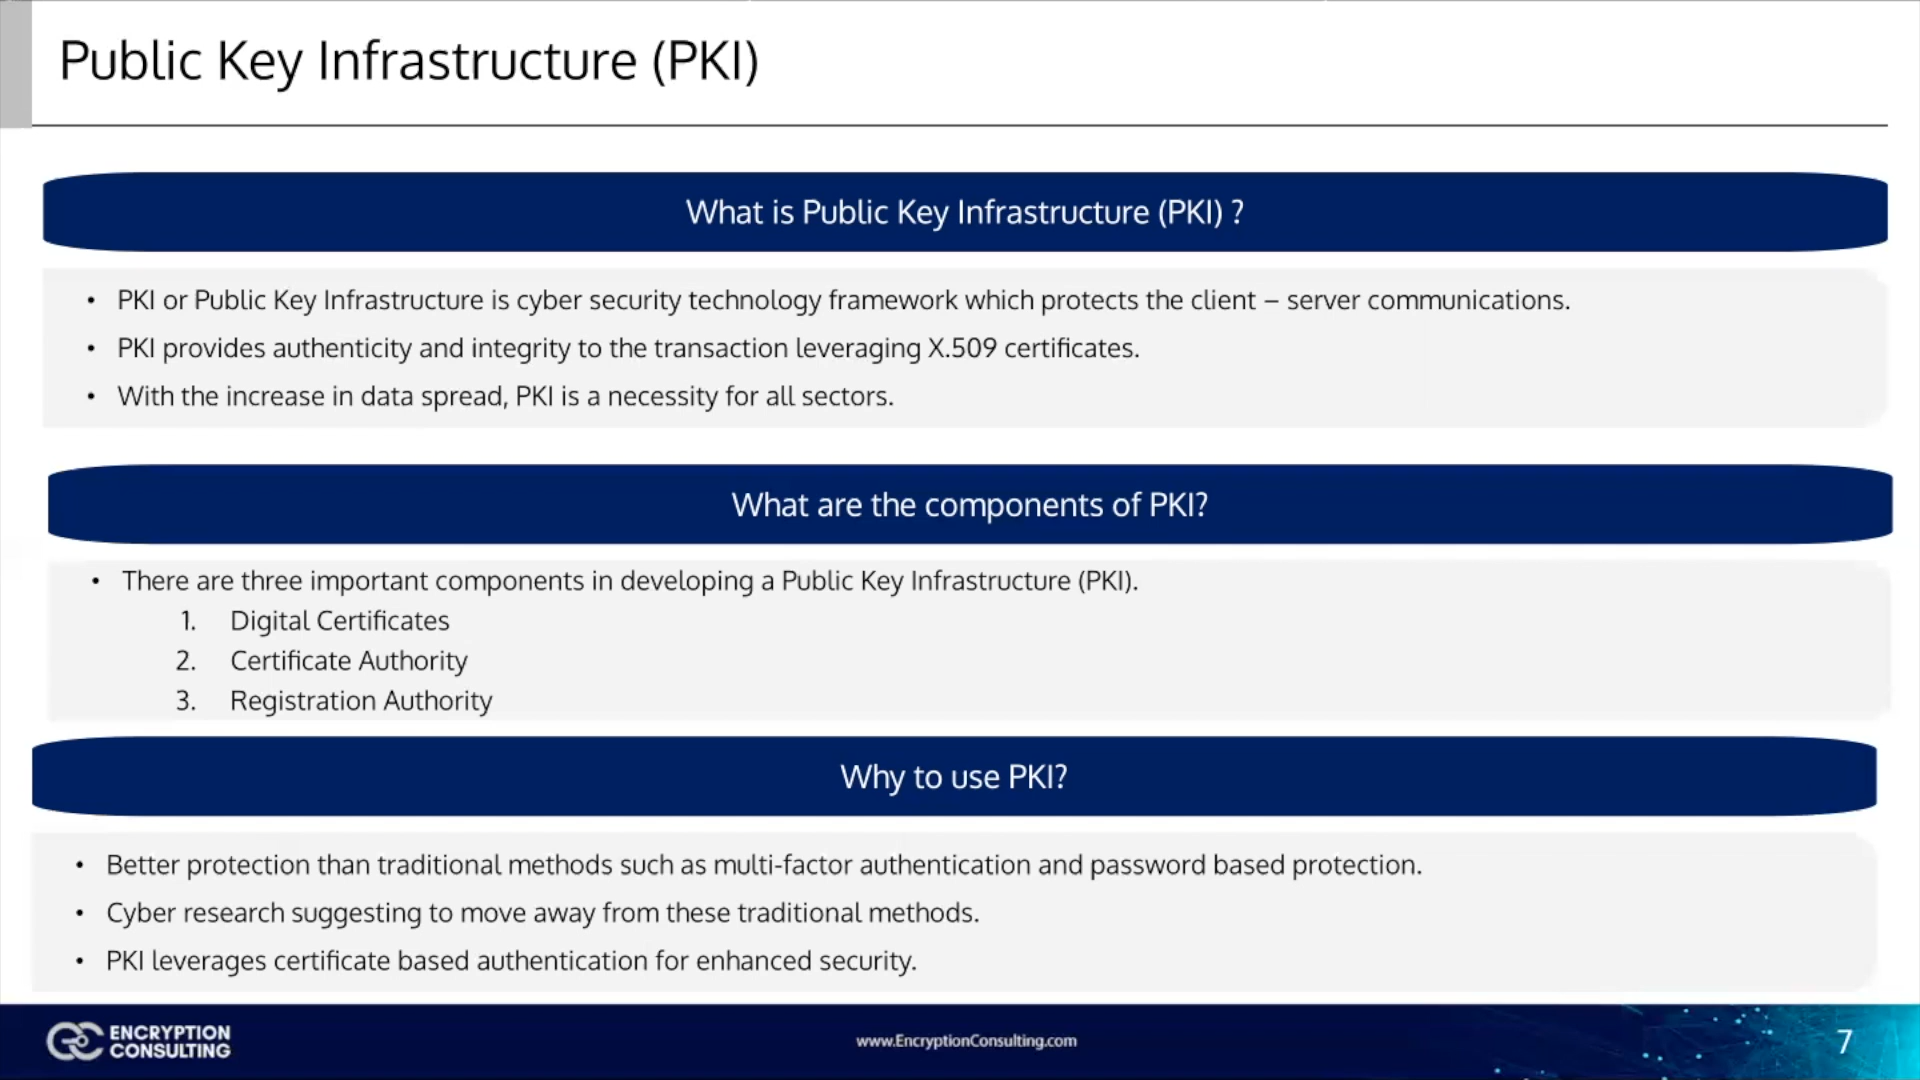 Public Key Infrastructure (PKI)
What is Public Key Infrastructure (PKI) ?
• PKI or Public Key Infrastructure is cyber security technology framework which protects the client – server communications.
• PKI provides authenticity and integrity to the transaction leveraging X.509 certificates.
• With the increase in data spread, PKI is a necessity for all sectors.
What are the components of PKI?
• There are three important components in developing a Public Key Infrastructure (PKI).
1. Digital Certificates
2. Certificate Authority
3. Registration Authority
Why to use PKI?
• Better protection than traditional methods such as multi-factor authentication and password based protection.
• Cyber research suggesting to move away from these traditional methods.
• PKI leverages certificate based authentication for enhanced security.
ENCRYPTION
CONSULTING
www.EncryptionConsulting.com
7